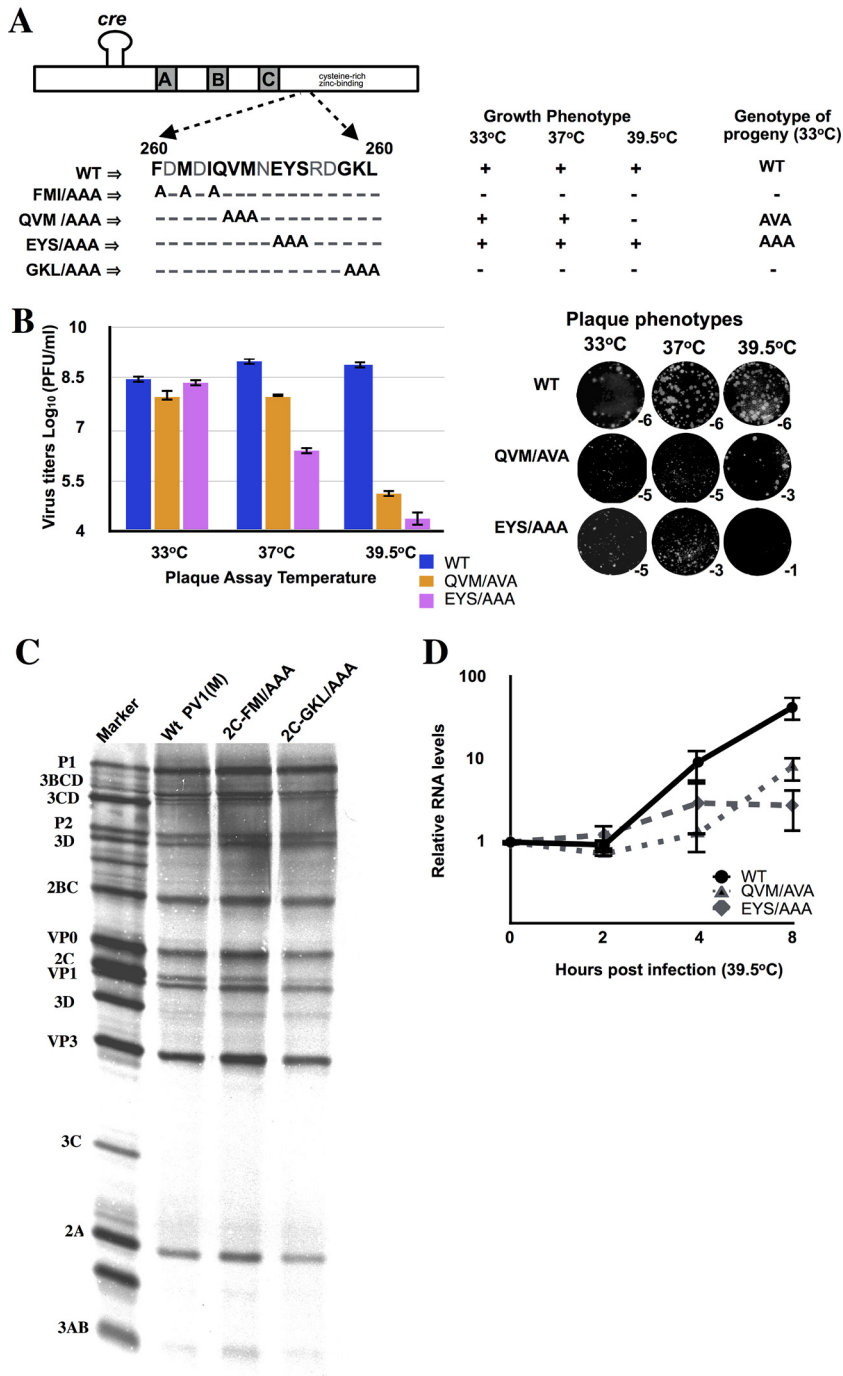 A
cre
A B C
cysteine-rich
zinc-binding
260 260
WT ⇒ FDMDIQVMNEYSRDGKL
FMI/AAA ⇒ A–A–A––––––––––––
QVM /AAA ⇒ –––––AAA–––––––––
EYS/AAA ⇒ –––––––––AAA–––––
GKL/AAA ⇒ ––––––––––––––AAA
Growth Phenotype
33°C 37°C 39.5°C
Genotype of
progeny (33°C)
+ + + WT
- - - -
+ + - AVA
+ + + AAA
- - - -
B
Virus titers Log10 (PFU/ml)
10
8.5
7
5.5
4
33°C 37°C 39.5°C
Plaque Assay Temperature
WT
QVM/AVA
EYS/AAA
Plaque phenotypes
33°C 37°C 39.5°C
WT -6 -6 -6
QVM/AVA -5 -5 -3
EYS/AAA -5 -3 -1
C
Marker
Wt PV1(M)
2C-FMI/AAA
2C-GKL/AAA
P1
3BCD
3CD
P2
3D
2BC
VP0
2C
VP1
3D
VP3
3C
2A
3AB
D
Relative RNA levels
100
10
1
0 2 4 8
Hours post infection (39.5°C)
WT
QVM/AVA
EYS/AAA